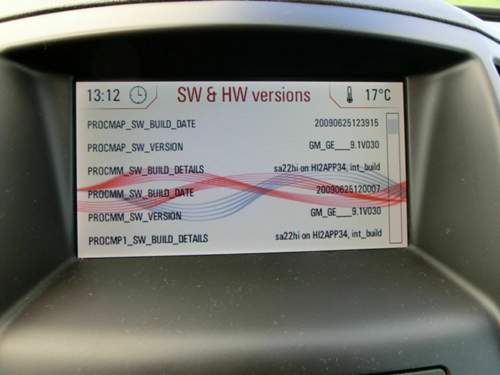 13:12 SW & HW versions 17°C
PROCMAP_SW_BUILD_DATE 20090625123915
PROCMAP_SW_VERSION GM_GE___9.1V030
PROCMM_SW_BUILD_DETAILS sa22hi on HI2APP34, int_build
PROCMM_SW_BUILD_DATE 20090625120007
PROCMM_SW_VERSION GM_GE___9.1V030
PROCMP1_SW_BUILD_DETAILS sa22hi on HI2APP34, int_build